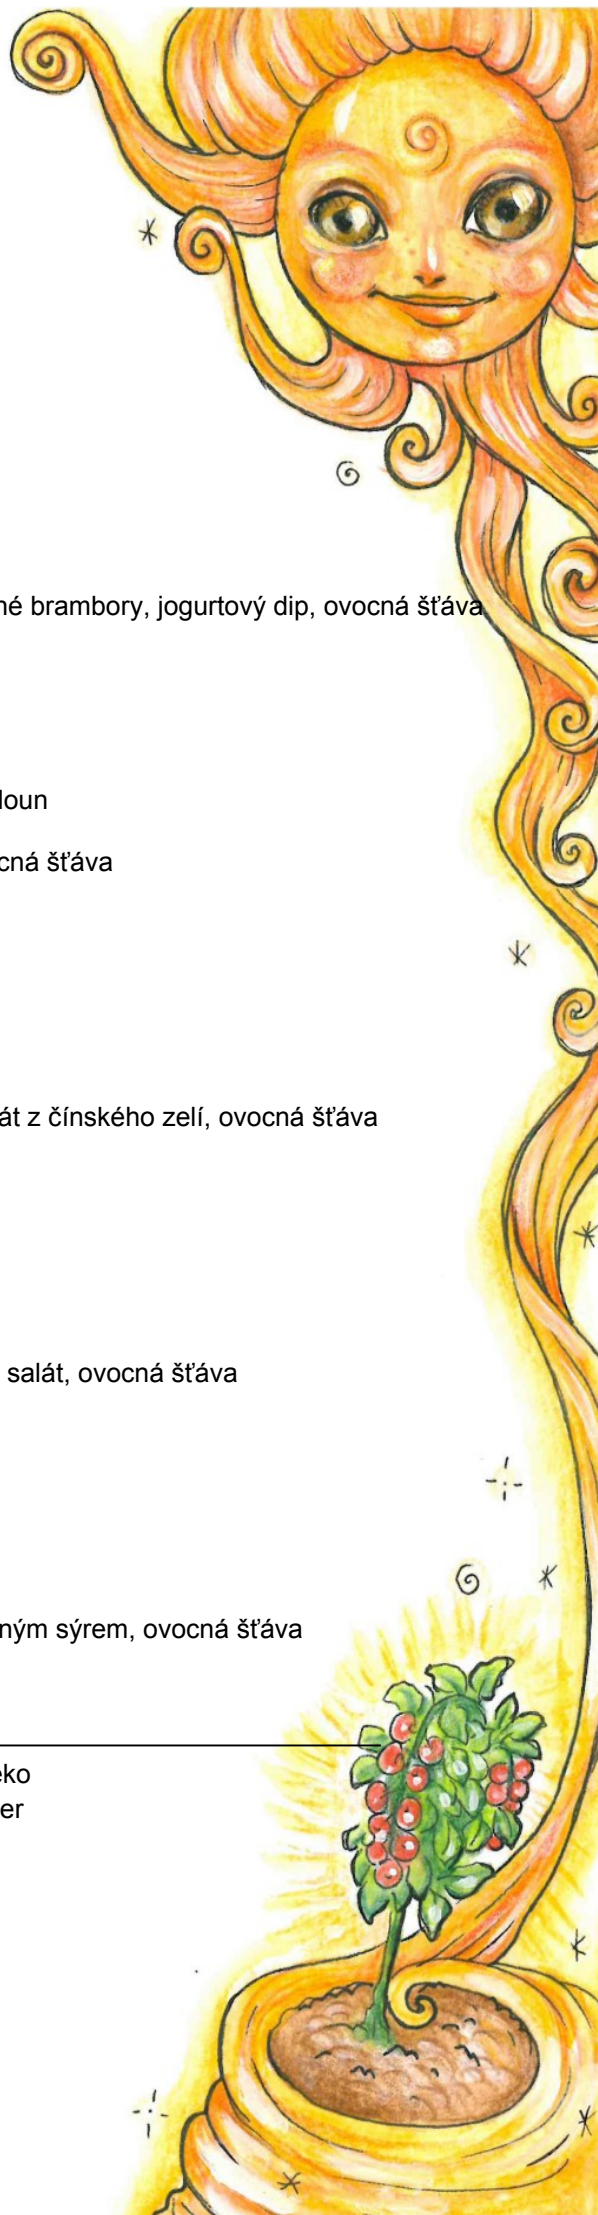 né brambory, jogurtový dip, ovocná šťáva
loun
cná šťáva
át z čínského zelí, ovocná šťáva
salát, ovocná šťáva
ným sýrem, ovocná šťáva
éko
er